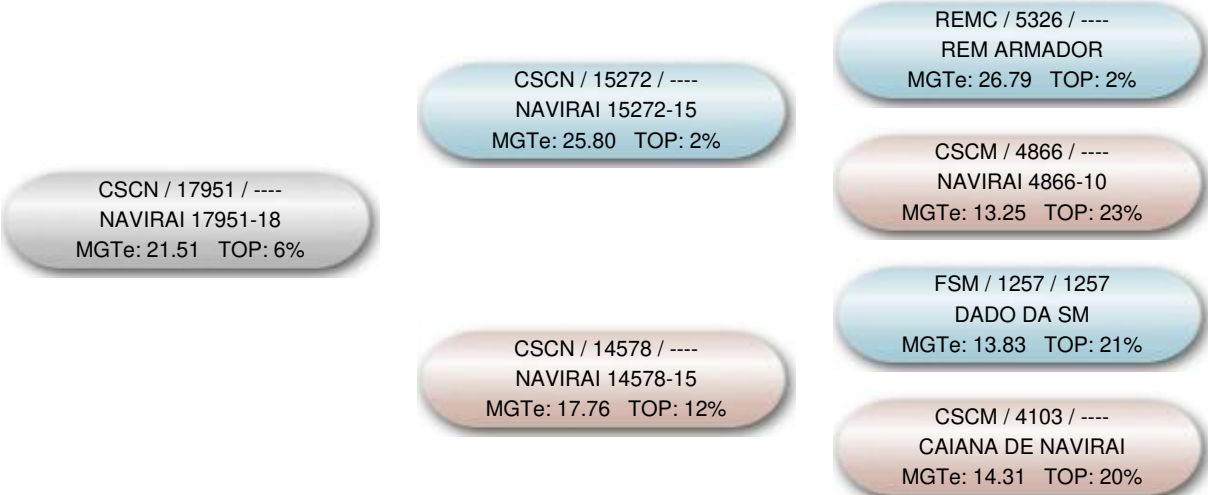 CSCN / 17951 / ----
NAVIRAI 17951-18
MGTe: 21.51 TOP: 6%
CSCN / 15272 / ----
NAVIRAI 15272-15
MGTe: 25.80 TOP: 2%
CSCN / 14578 / ----
NAVIRAI 14578-15
MGTe: 17.76 TOP: 12%
REMC / 5326 / ----
REM ARMADOR
MGTe: 26.79 TOP: 2%
CSCM / 4866 / ----
NAVIRAI 4866-10
MGTe: 13.25 TOP: 23%
FSM / 1257 / 1257
DADO DA SM
MGTe: 13.83 TOP: 21%
CSCM / 4103 / ----
CAIANA DE NAVIRAI
MGTe: 14.31 TOP: 20%